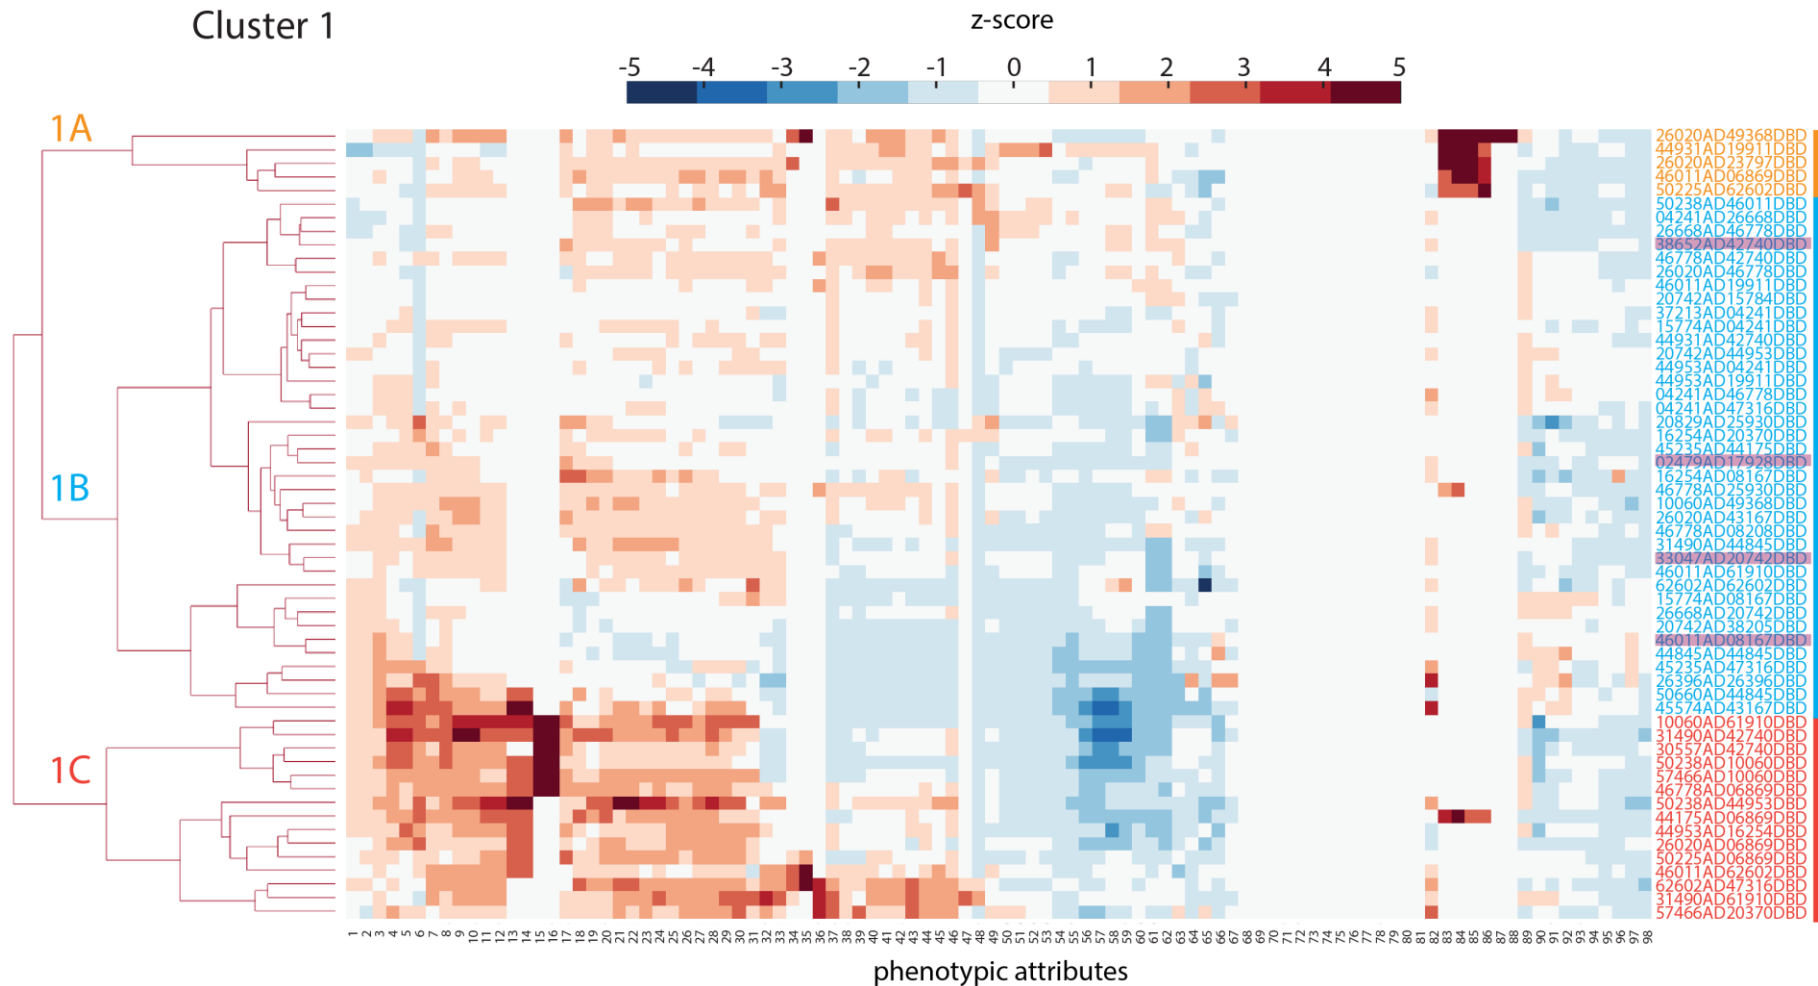 Cluster 1
z-score
-5 -4 -3 -2 -1 0 1 2 3 4 5
1A
1B
1C
26020AD49368DBD
44931AD19911DBD
26020AD23797DBD
46011AD06869DBD
50225AD62602DBD
50238AD46011DBD
04241AD26668DBD
26668AD46778DBD
38652AD42740DBD
46778AD42740DBD
26020AD46778DBD
46011AD19911DBD
20742AD15784DBD
37213AD04241DBD
15774AD04241DBD
44931AD42740DBD
20742AD44953DBD
44953AD04241DBD
44953AD19911DBD
04241AD46778DBD
04241AD47316DBD
20829AD25930DBD
16254AD20370DBD
45235AD44175DBD
02479AD17928DBD
16254AD08167DBD
46778AD25930DBD
10060AD49368DBD
26020AD43167DBD
46778AD08208DBD
31490AD44845DBD
33047AD20742DBD
46011AD61910DBD
62602AD62602DBD
15774AD08167DBD
26668AD20742DBD
20742AD38205DBD
46011AD08167DBD
44845AD44845DBD
45235AD47316DBD
26396AD26396DBD
50660AD44845DBD
45574AD43167DBD
10060AD61910DBD
31490AD42740DBD
30557AD42740DBD
50238AD10060DBD
57466AD10060DBD
46778AD06869DBD
50238AD44953DBD
44175AD06869DBD
44953AD16254DBD
26020AD06869DBD
50225AD06869DBD
46011AD62602DBD
62602AD47316DBD
31490AD61910DBD
57466AD20370DBD
1 2 3 4 5 6 7 8 9 10 11 12 13 14 15 16 17 18 19 20 21 22 23 24 25 26 27 28 29 30 31 32 33 34 35 36 37 38 39 40 41 42 43 44 45 46 47 48 49 50 51 52 53 54 55 56 57 58 59 60 61 62 63 64 65 66 67 68 69 70 71 72 73 74 75 76 77 78 79 80 81 82 83 84 85 86 87 88 89 90 91 92 93 94 95 96 97 98
phenotypic attributes